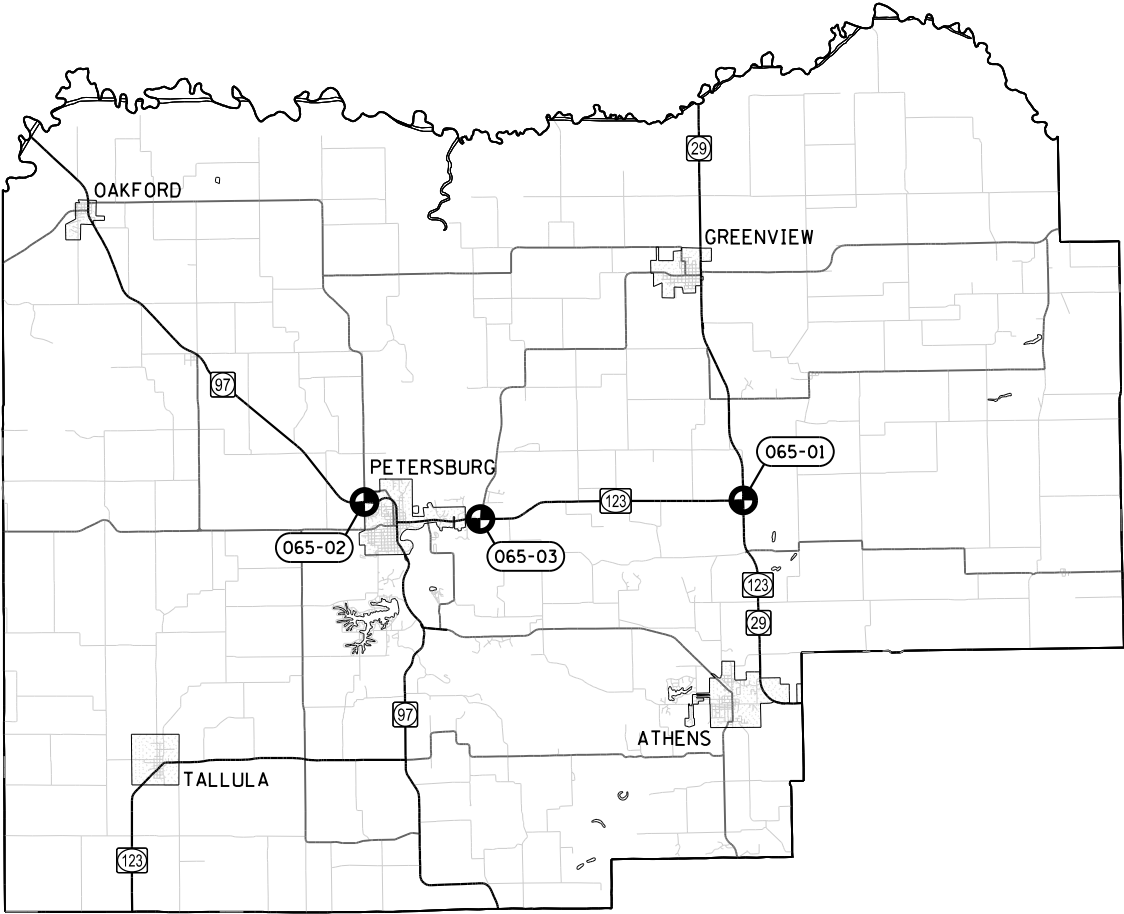 29
OAKFORD
GREENVIEW
97
065-01
PETERSBURG
123
065-02
065-03
123
29
97
ATHENS
TALLULA
123